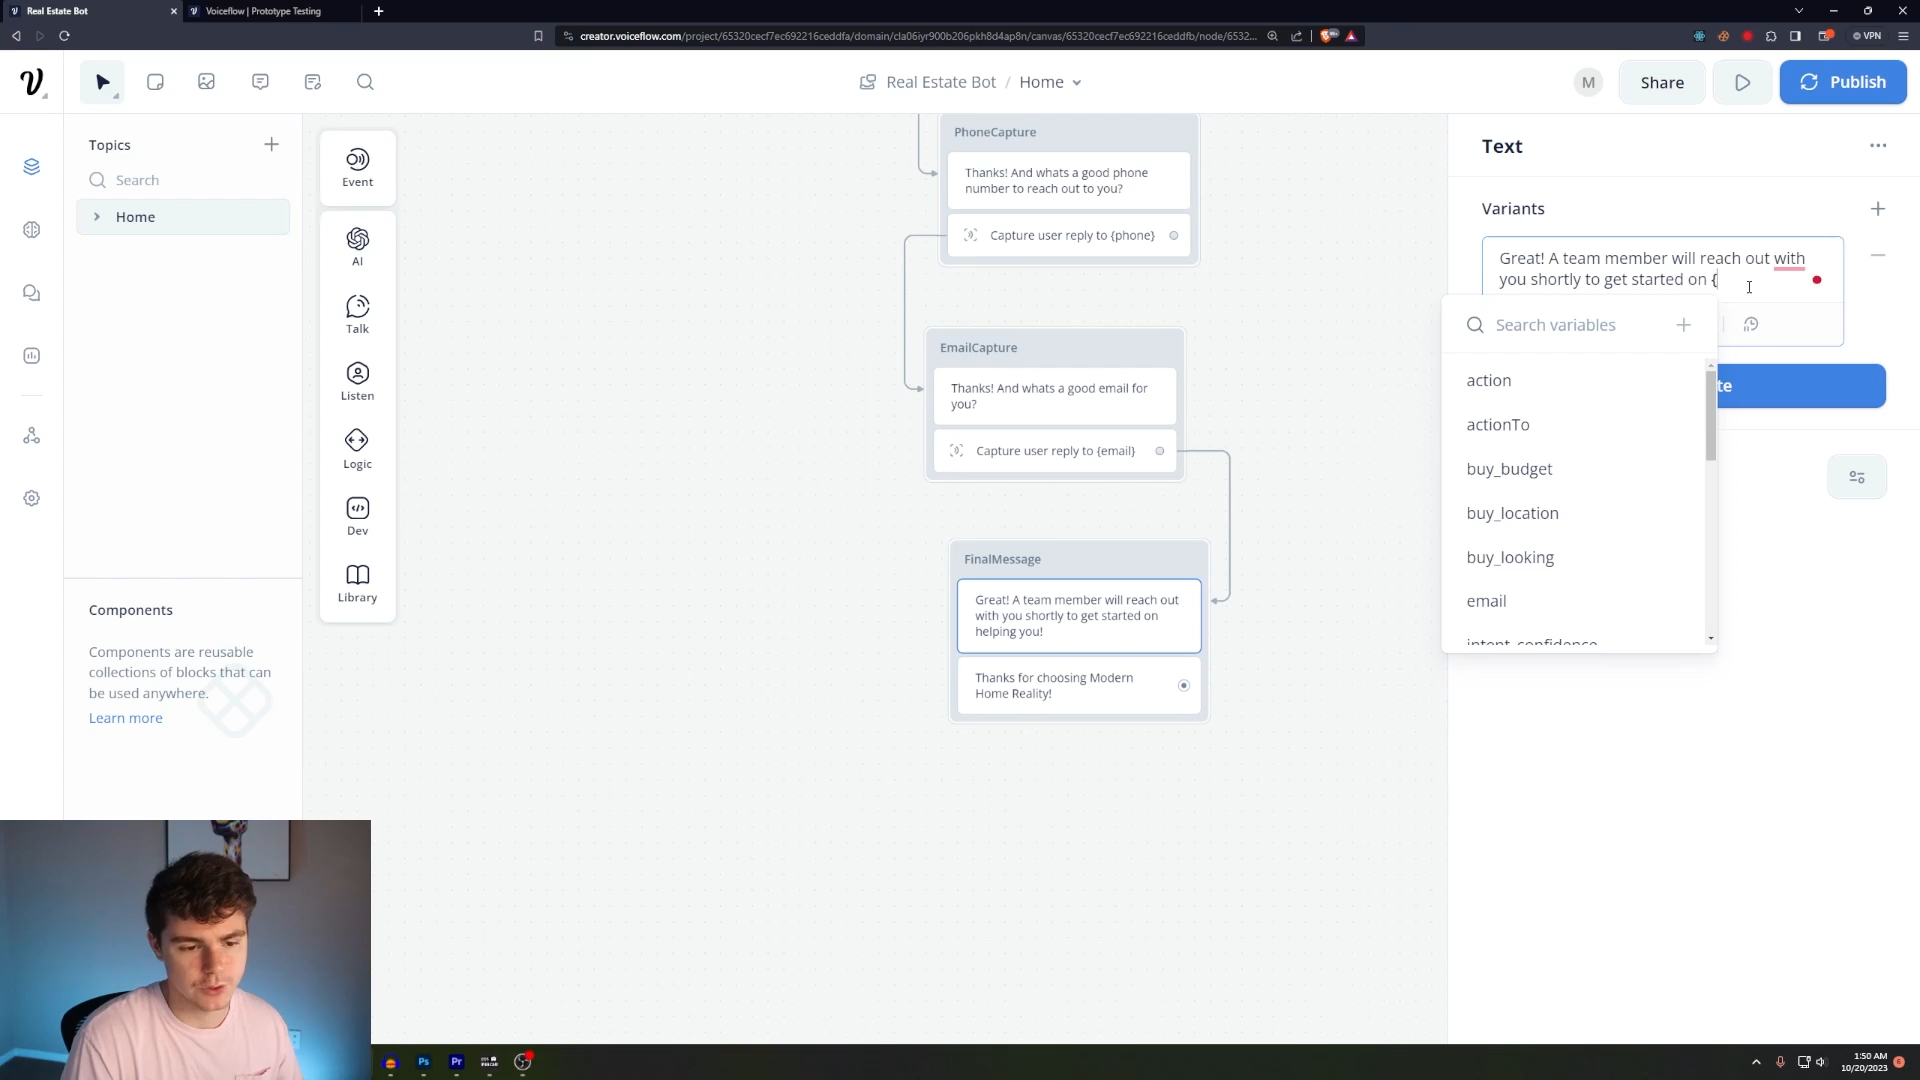 Real Estate Bot
Voiceflow | Prototype Testing
creator.voiceflow.com/project/65320cecf7ec692216ceddfa/domain/cla06iyr900b206pkh8d4ap8n/canvas/65320cecf7ec692216ceddfb/node/6532...
VPN
Real Estate Bot / Home
M
Share
Publish
Topics
Search
Home
Event
AI
Talk
Listen
Logic
Dev
Library
Components
Components are reusable
collections of blocks that can
be used anywhere.
Learn more
PhoneCapture
Thanks! And whats a good phone
number to reach out to you?
Capture user reply to {phone}
EmailCapture
Thanks! And whats a good email for
you?
Capture user reply to {email}
FinalMessage
Great! A team member will reach out
with you shortly to get started on
helping you!
Thanks for choosing Modern
Home Reality!
Text
Variants
Great! A team member will reach out with
you shortly to get started on {
Search variables
te
action
actionTo
buy_budget
buy_location
buy_looking
email
intent_confidence
Ps
Pr
1:50 AM
10/20/2023
6